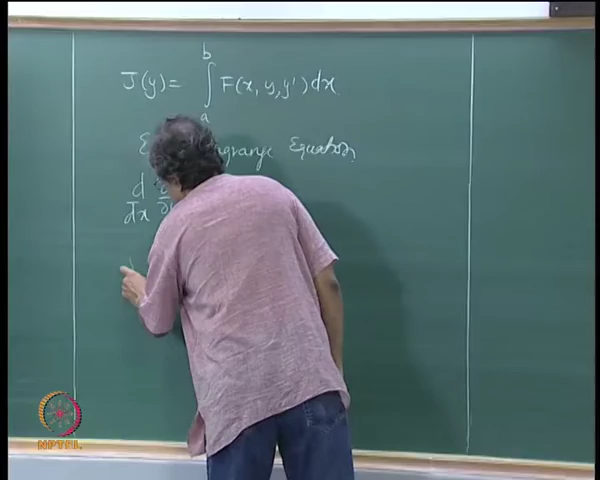 J(y) = ∫_a^b F(x, y, y') dx
Equation
d/dx
NPTEL